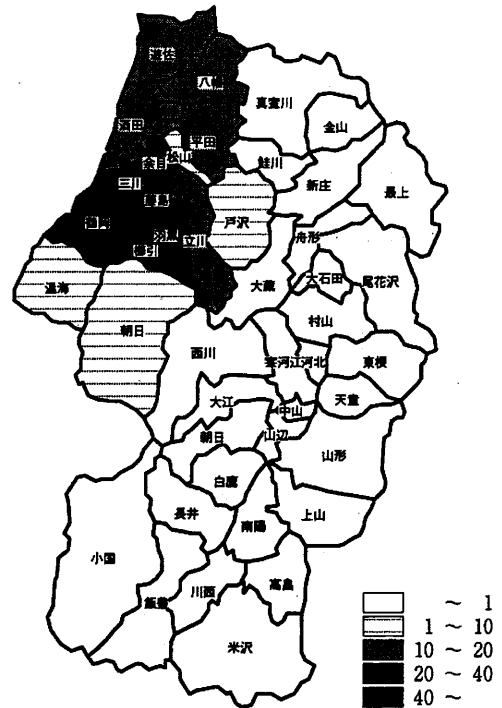 遊佐
八幡
真室川
金山
酒田
平田
松山
余目
鮭川
新庄
最上
三川
藤島
戸沢
鶴岡
羽黒
立川
櫛引
舟形
温海
大蔵
大石田
尾花沢
朝日
村山
西川
寒河江
河北
東根
大江
中山
天童
朝日
山辺
山形
白鷹
長井
南陽
上山
小国
飯豊
川西
高畠
米沢
～ 1
1 ～ 10
10 ～ 20
20 ～ 40
40 ～